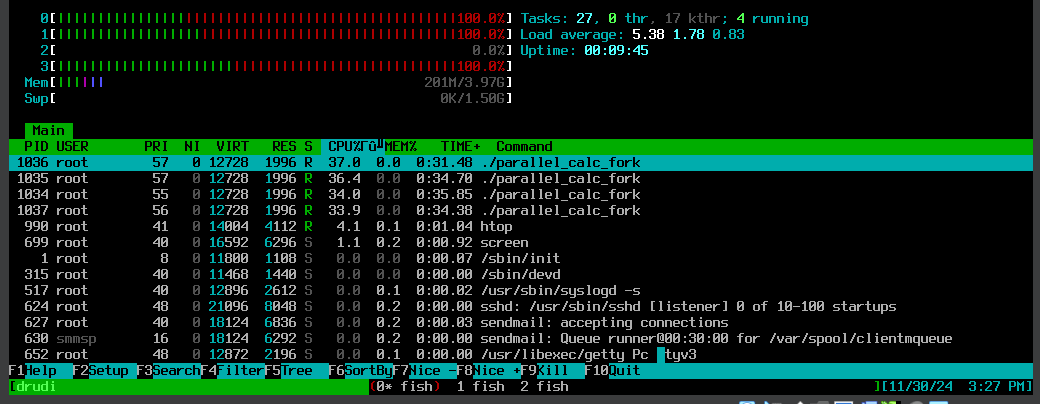 0[||||||||||||||||||||||||||||||||||||||||||||||||||100.0%] Tasks: 27, 0 thr, 17 kthr; 4 running
1[||||||||||||||||||||||||||||||||||||||||||||||||||100.0%] Load average: 5.38 1.78 0.83
2[ 0.0%] Uptime: 00:09:45
3[||||||||||||||||||||||||||||||||||||||||||||||||||100.0%]
Mem[|||||| 201M/3.97G]
Swp[ 0K/1.50G]
Main
PID USER PRI NI VIRT RES S CPU% MEM% TIME+ Command
1036 root 57 0 12728 1996 R 37.0 0.0 0:31.48 ./parallel_calc_fork
1035 root 57 0 12728 1996 R 36.4 0.0 0:34.70 ./parallel_calc_fork
1034 root 55 0 12728 1996 R 34.0 0.0 0:35.85 ./parallel_calc_fork
1037 root 56 0 12728 1996 R 33.9 0.0 0:34.38 ./parallel_calc_fork
990 root 41 0 14004 4112 R 4.1 0.1 0:01.04 htop
699 root 40 0 16592 6296 S 1.1 0.2 0:00.92 screen
1 root 8 0 11800 1108 S 0.0 0.0 0:00.07 /sbin/init
315 root 40 0 11468 1440 S 0.0 0.0 0:00.00 /sbin/devd
517 root 40 0 12896 2612 S 0.0 0.1 0:00.02 /usr/sbin/syslogd -s
624 root 48 0 21096 8048 S 0.0 0.2 0:00.00 sshd: /usr/sbin/sshd [listener] 0 of 10-100 startups
627 root 40 0 18124 6836 S 0.0 0.2 0:00.03 sendmail: accepting connections
630 smmsp 16 0 18124 6292 S 0.0 0.2 0:00.00 sendmail: Queue runner@00:30:00 for /var/spool/clientmqueue
652 root 48 0 12872 2196 S 0.0 0.1 0:00.00 /usr/libexec/getty Pc ttyv3
F1Help F2Setup F3SearchF4FilterF5Tree F6SortByF7Nice -F8Nice +F9Kill F10Quit
[drudi (0* fish) 1 fish 2 fish ][11/30/24 3:27 PM]